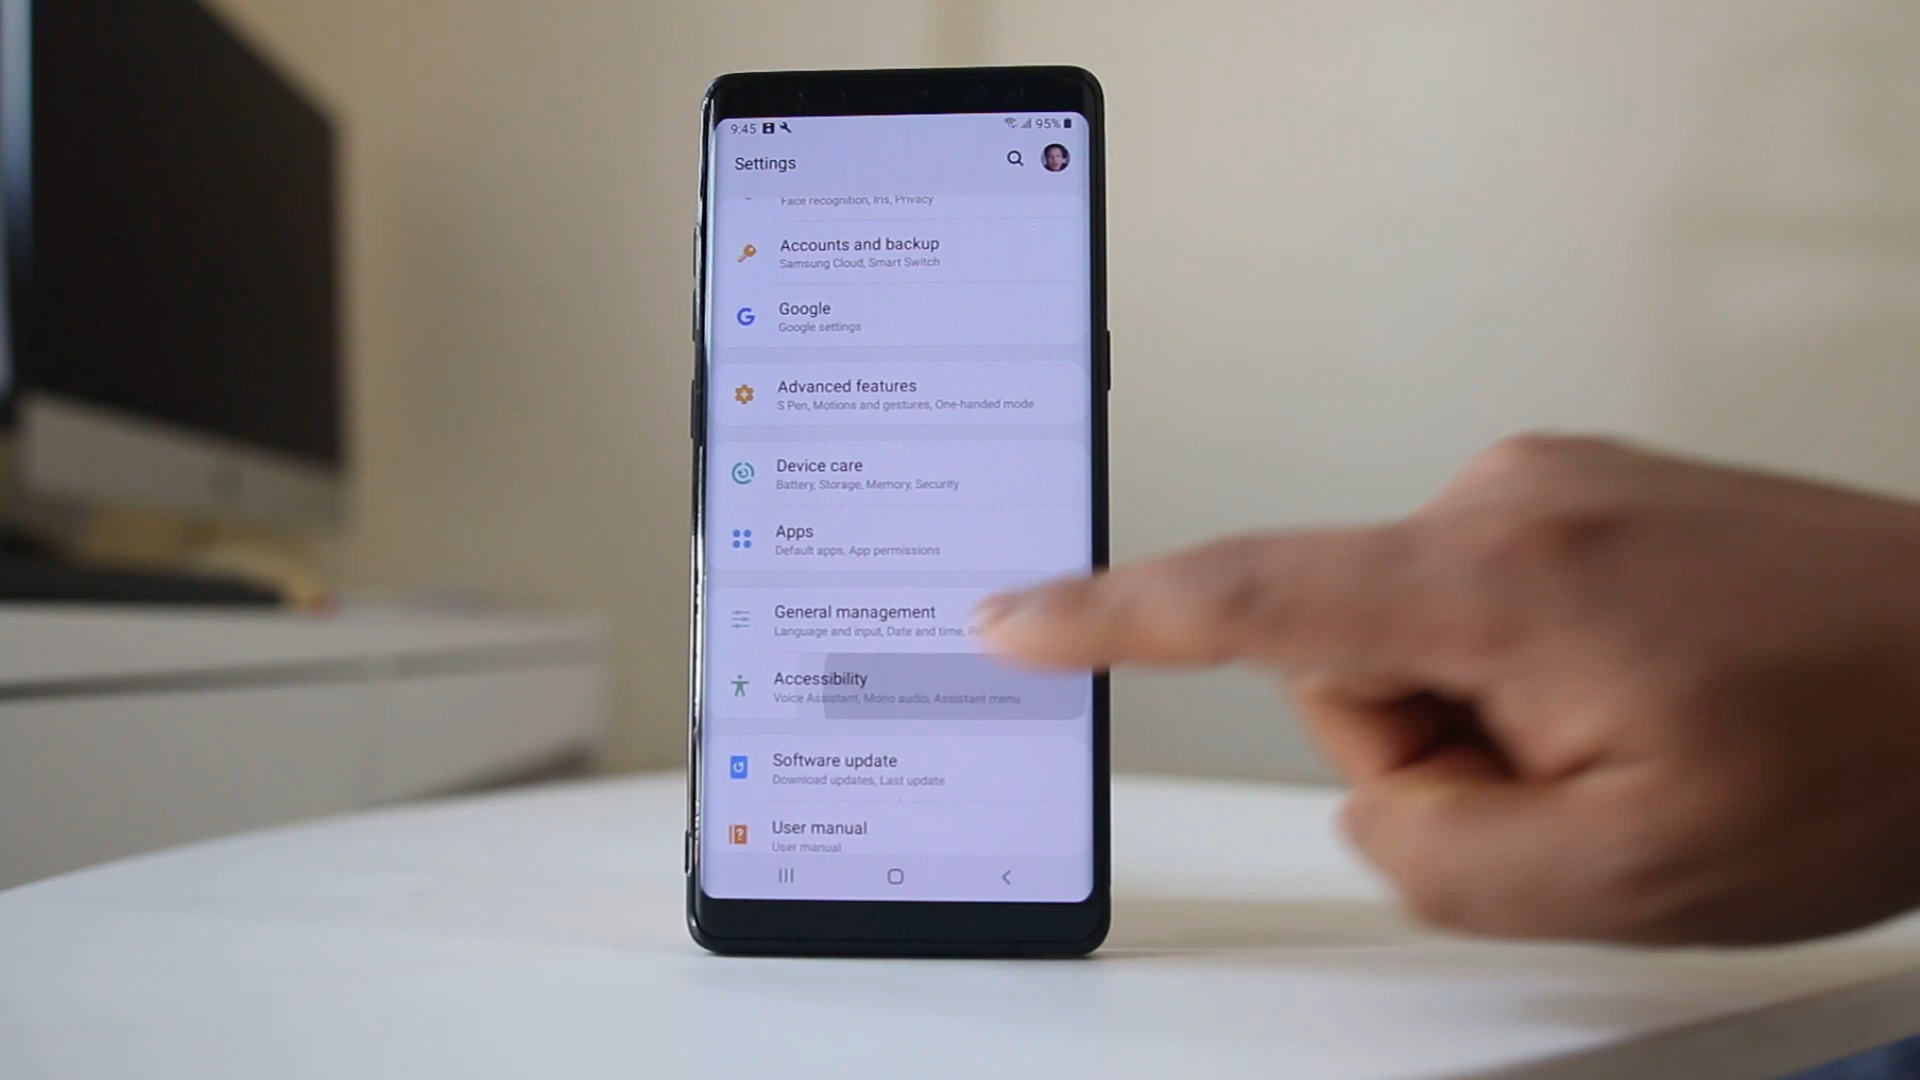 9:45
95%
Settings
Face recognition, Iris, Privacy
Accounts and backup
Samsung Cloud, Smart Switch
Google
Google settings
Advanced features
S Pen, Motions and gestures, One-handed mode
Device care
Battery, Storage, Memory, Security
Apps
Default apps, App permissions
General management
Language and input, Date and time,
Accessibility
Voice Assistant, Mono audio, Assistant menu
Software update
Download updates, Last update
User manual
User manual